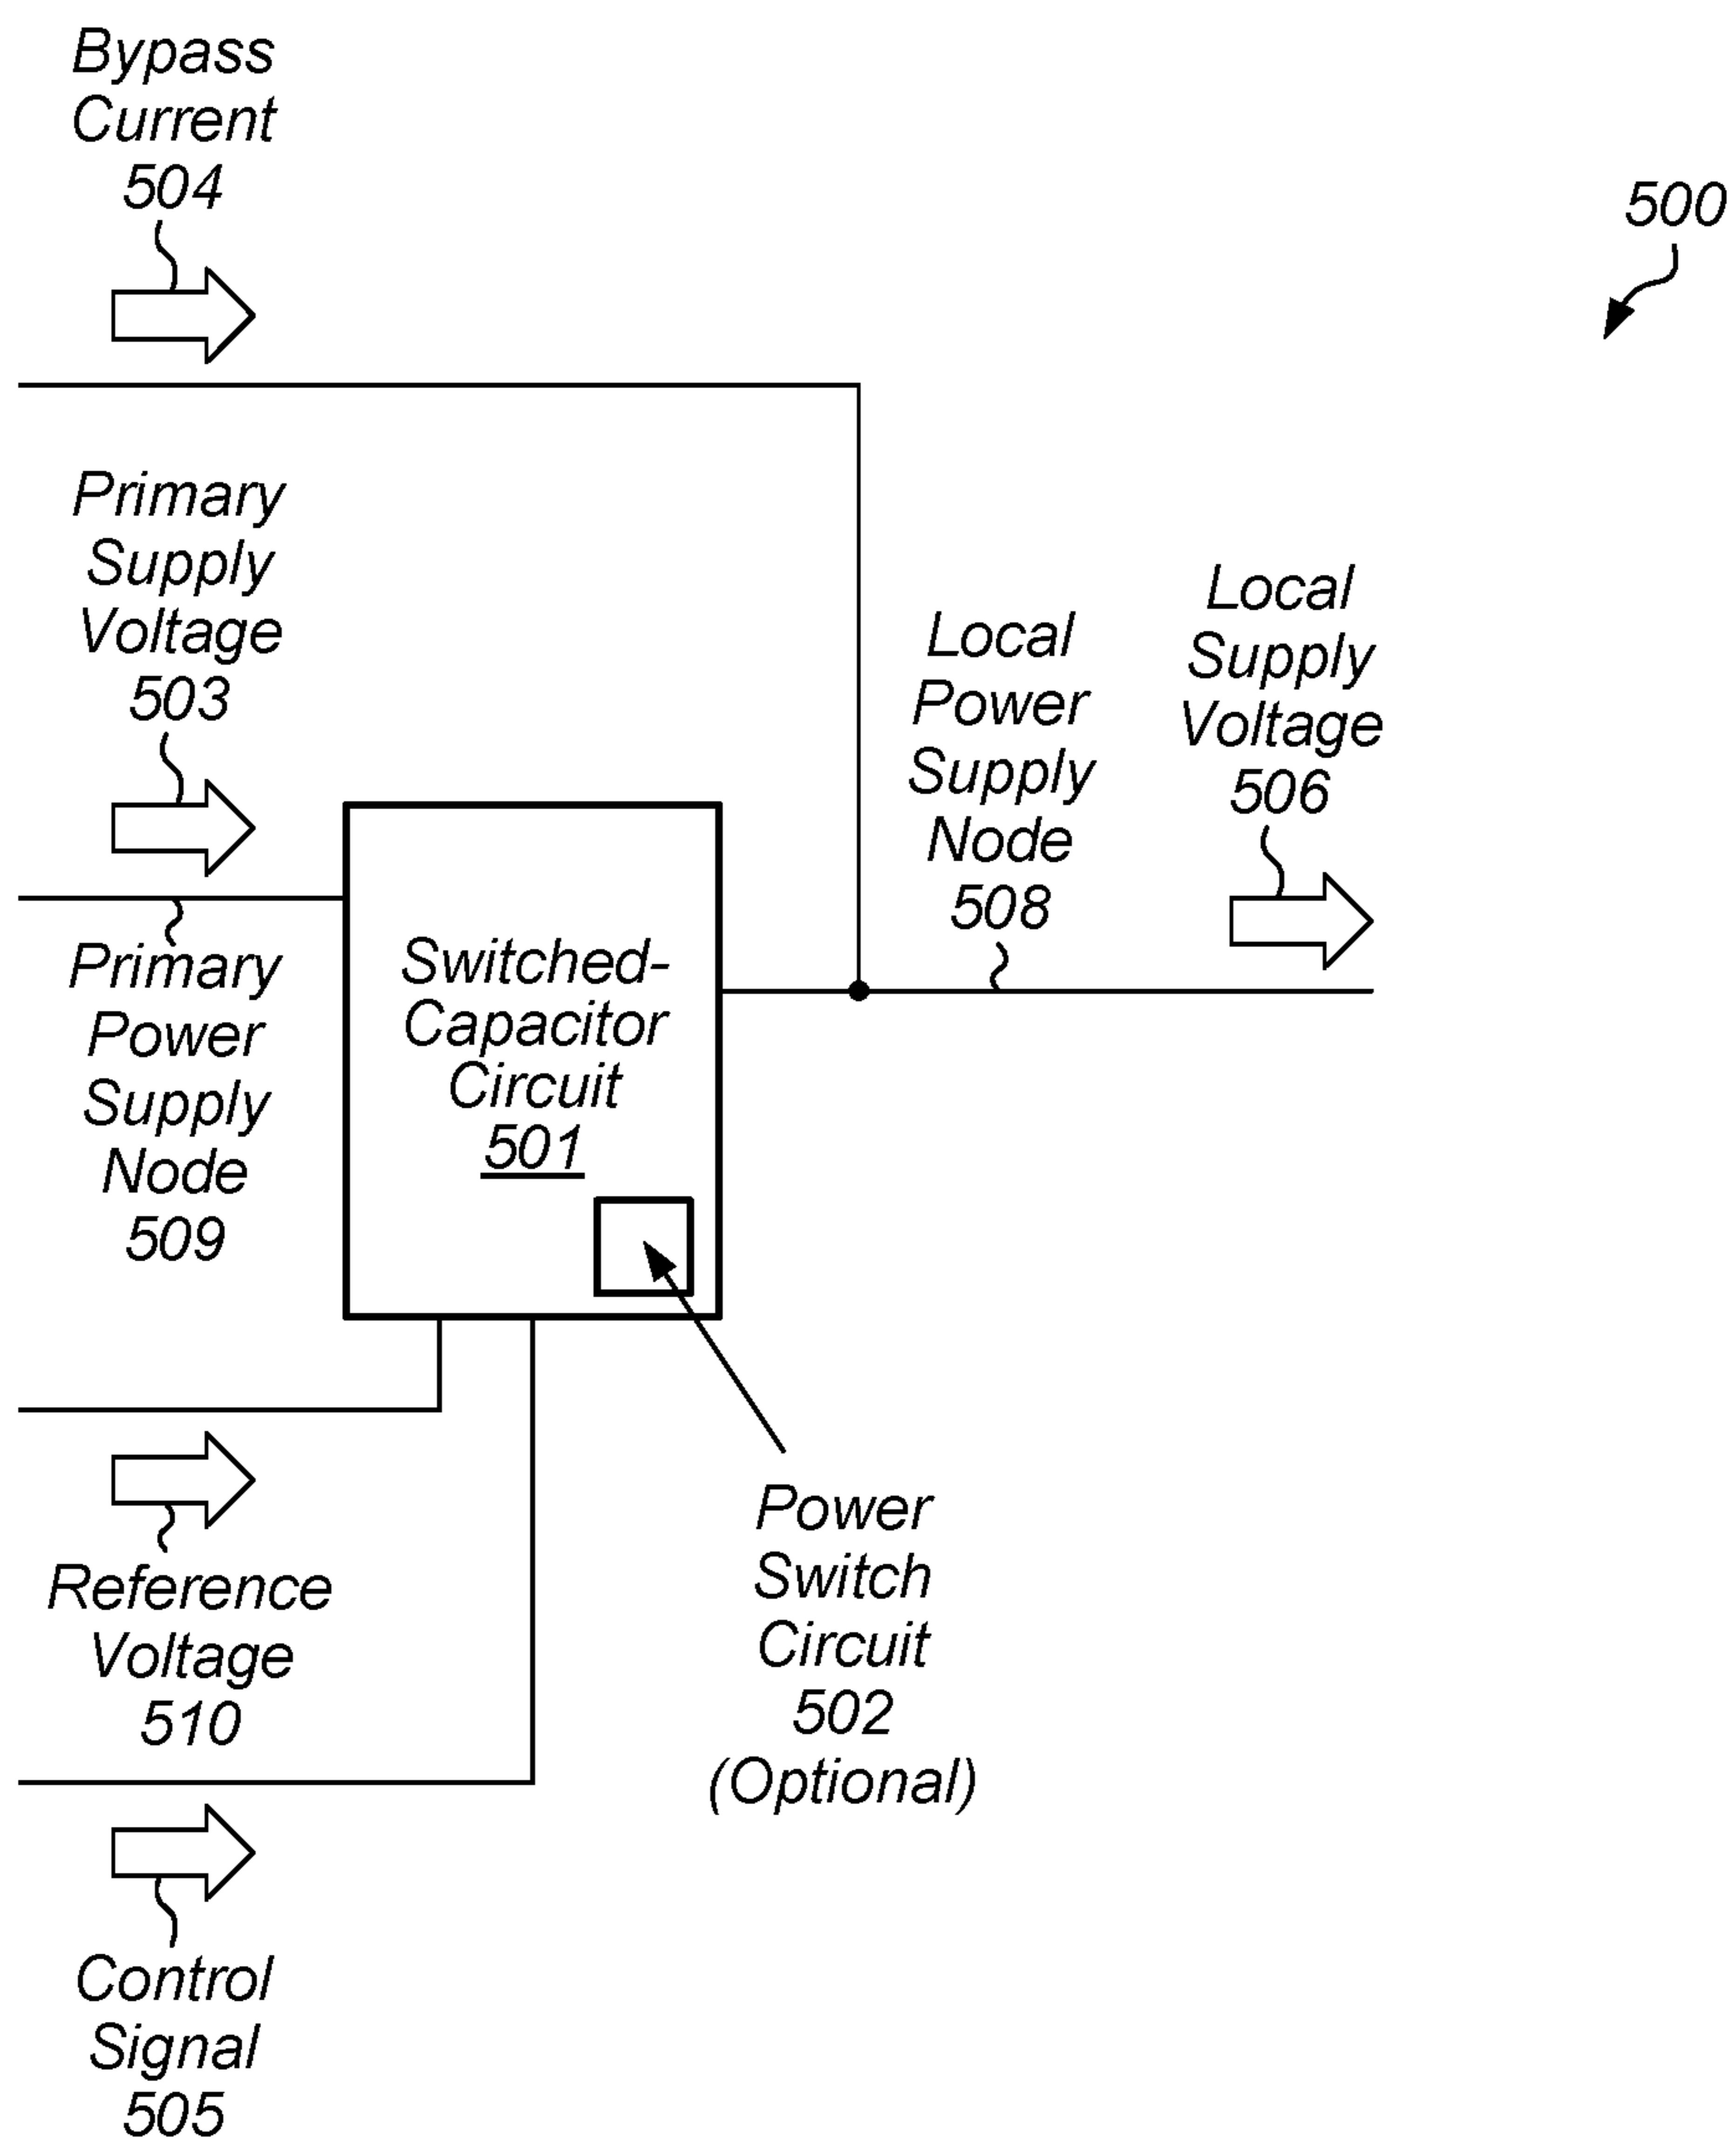 Bypass
Current
504
500
Primary
Supply
Voltage
503
Local
Power
Supply
Node
508
Local
Supply
Voltage
506
Primary
Power
Supply
Node
509
Switched-
Capacitor
Circuit
501
Reference
Voltage
510
Power
Switch
Circuit
502
(Optional)
Control
Signal
505